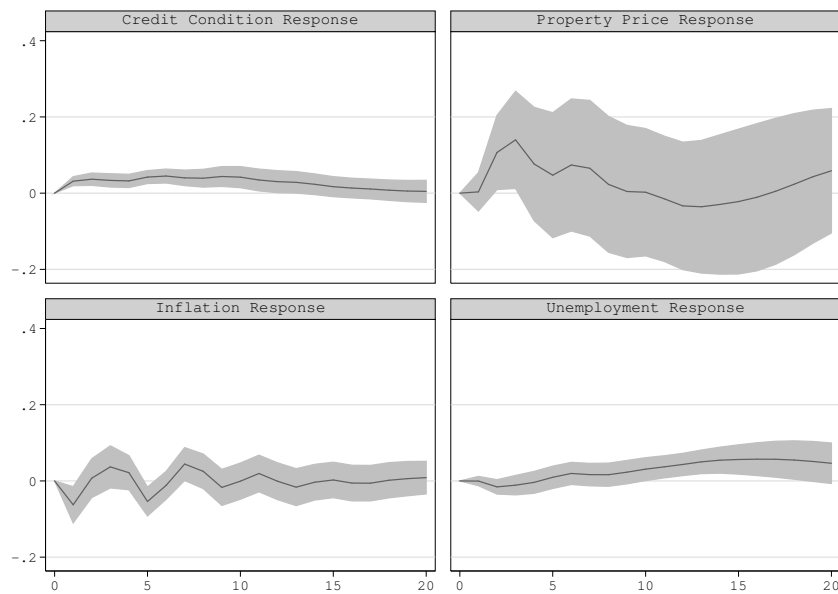 Credit Condition Response
Property Price Response
.4
.2
0
-.2
Inflation Response
Unemployment Response
.4
.2
0
-.2
0 5 10 15 20
0 5 10 15 20